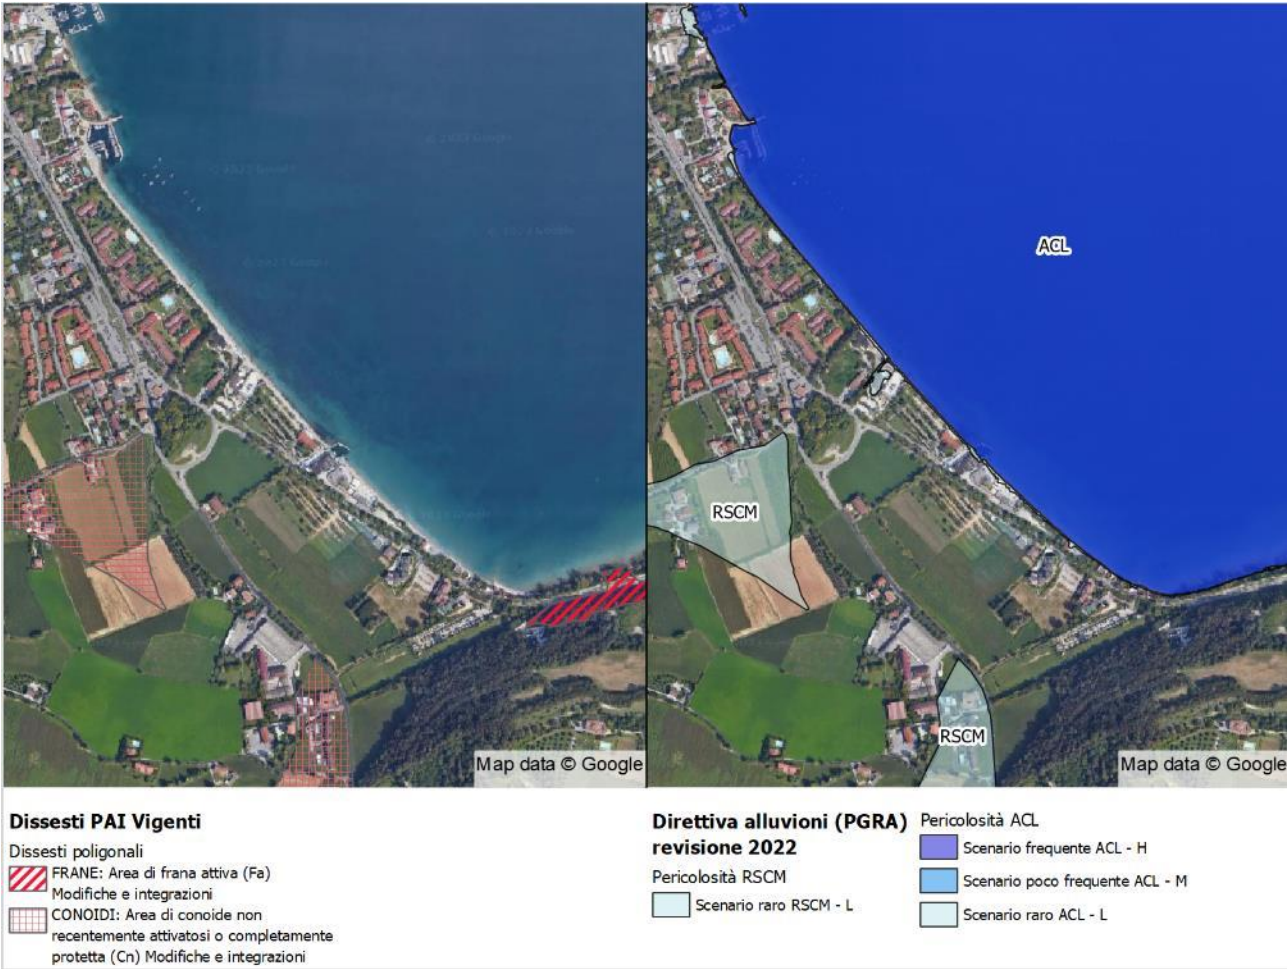 ACL
RSCM
RSCM
Map data © Google
Map data © Google
Dissesti PAI Vigenti
Dissesti poligonali
FRANE: Area di frana attiva (Fa)
Modifiche e integrazioni
CONOIDI: Area di conoide non
recentemente attivatosi o completamente
protetta (Cn) Modifiche e integrazioni
Direttiva alluvioni (PGRA)
revisione 2022
Pericolosità RSCM
Scenario raro RSCM - L
Pericolosità ACL
Scenario frequente ACL - H
Scenario poco frequente ACL - M
Scenario raro ACL - L